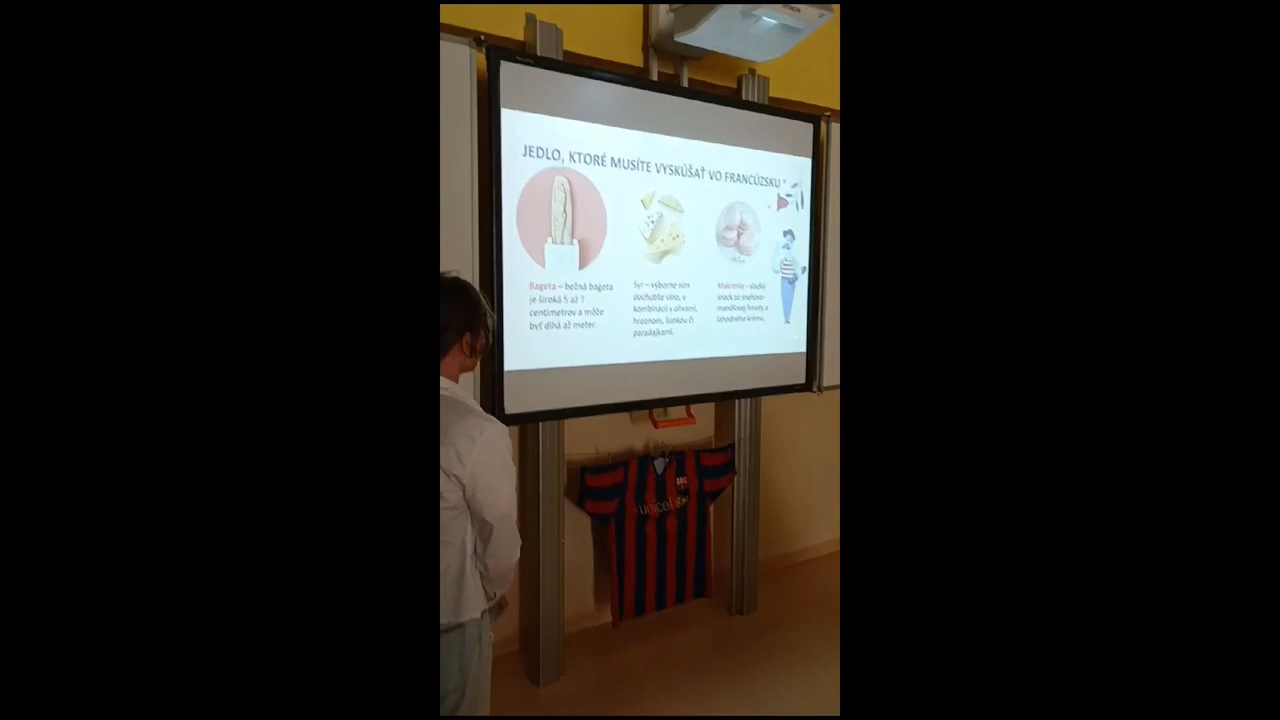 JEDLO, KTORÉ MUSÍTE VYSKÚŠAŤ VO FRANCÚZSKU
Bageta – bežná bageta
je široká 5 až 7
centimetrov a môže
byť dlhá až meter.
Syr – výborne ním
dochutíte víno, v
kombinácii s olivami,
hroznom, šunkou či
paradajkami.
Makrónky - sladký
snack zo snehovo-
mandľovej hmoty a
lahodného krému.
unicef